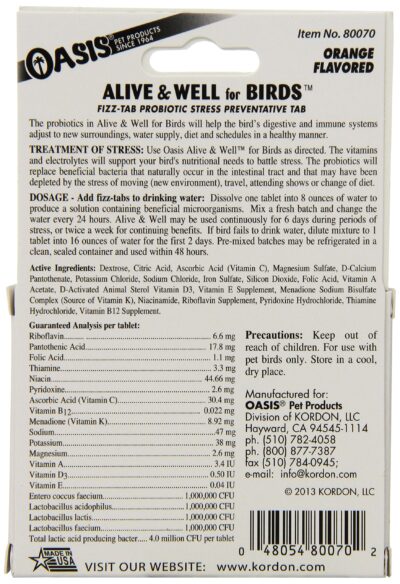 OASIS®
PET PRODUCTS
SINCE 1964
Item No. 80070
ORANGE
FLAVORED
ALIVE & WELL for BIRDS™
FIZZ-TAB PROBIOTIC STRESS PREVENTATIVE TAB
The probiotics in Alive & Well for Birds will help the bird's digestive and immune systems
adjust to new surroundings, water supply, diet and schedules in a healthy manner.
TREATMENT OF STRESS: Use Oasis Alive & Well™ for Birds as directed. The vitamins
and electrolytes will support your bird's nutritional needs to battle stress. The probiotics will
replace beneficial bacteria that naturally occur in the intestinal tract and that may have been
depleted by the stress of moving (new environment), travel, attending shows or change of diet.
DOSAGE - Add fizz-tabs to drinking water: Dissolve one tablet into 8 ounces of water to
produce a solution containing beneficial microorganisms. Mix a fresh batch and change the
water every 24 hours. Alive & Well may be used continuously for 6 days during periods of
stress, or twice a week for continuing benefits. If bird fails to drink water, dilute mixture to 1
tablet into 16 ounces of water for the first 2 days. Pre-mixed batches may be refrigerated in a
clean, sealed container and used within 48 hours.
Active Ingredients: Dextrose, Citric Acid, Ascorbic Acid (Vitamin C), Magnesium Sulfate, D-Calcium
Pantothenate, Potassium Chloride, Sodium Chloride, Iron Sulfate, Silicon Dioxide, Folic Acid, Vitamin A
Acetate, D-Activated Animal Sterol Vitamin D3, Vitamin E Supplement, Menadione Sodium Bisulfate
Complex (Source of Vitamin K), Niacinamide, Riboflavin Supplement, Pyridoxine Hydrochloride, Thiamine
Hydrochloride, Vitamin B12 Supplement.
Guaranteed Analysis per tablet:
Riboflavin 6.6 mg
Pantothenic Acid 17.8 mg
Folic Acid 1.1 mg
Thiamine 3.3 mg
Niacin 44.66 mg
Pyridoxine 2.6 mg
Ascorbic Acid (Vitamin C) 30.4 mg
Vitamin B12 0.022 mg
Menadione (Vitamin K) 8.92 mg
Sodium 47 mg
Potassium 38 mg
Magnesium 2.6 mg
Vitamin A 3.4 IU
Vitamin D3 0.50 IU
Vitamin E 0.04 IU
Entero coccus faecium 1,000,000 CFU
Lactobacillus acidophilus 1,000,000 CFU
Lactobacillus lactis 1,000,000 CFU
Lactobacillus faecium 1,000,000 CFU
Total lactic acid producing bacter 4.0 million CFU per tablet
Precautions: Keep out of
reach of children. For use with
pet birds only. Store in a cool,
dry place.
Manufactured for:
OASIS® Pet Products
Division of KORDON, LLC
Hayward, CA 94545-1114
ph. (510) 782-4058
ph. (800) 877-7387
fax (510) 784-0945;
e-mail: info@kordon.com
© 2013 KORDON, LLC
0 48054 80070 2
MADE IN
USA
VISIT OUR WEBSITE: www.kordon.com